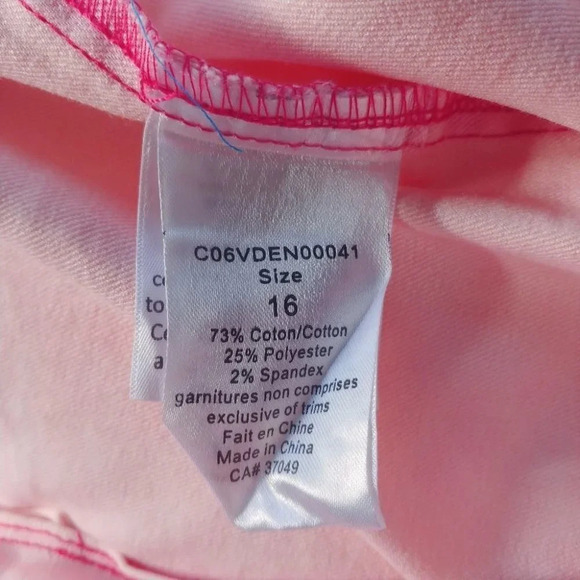 C06VDEN00041
Size
16
73% Coton/Cotton
25% Polyester
2% Spandex
garnitures non comprises
exclusive of trims
Fait en Chine
Made in China
CA# 37049
to